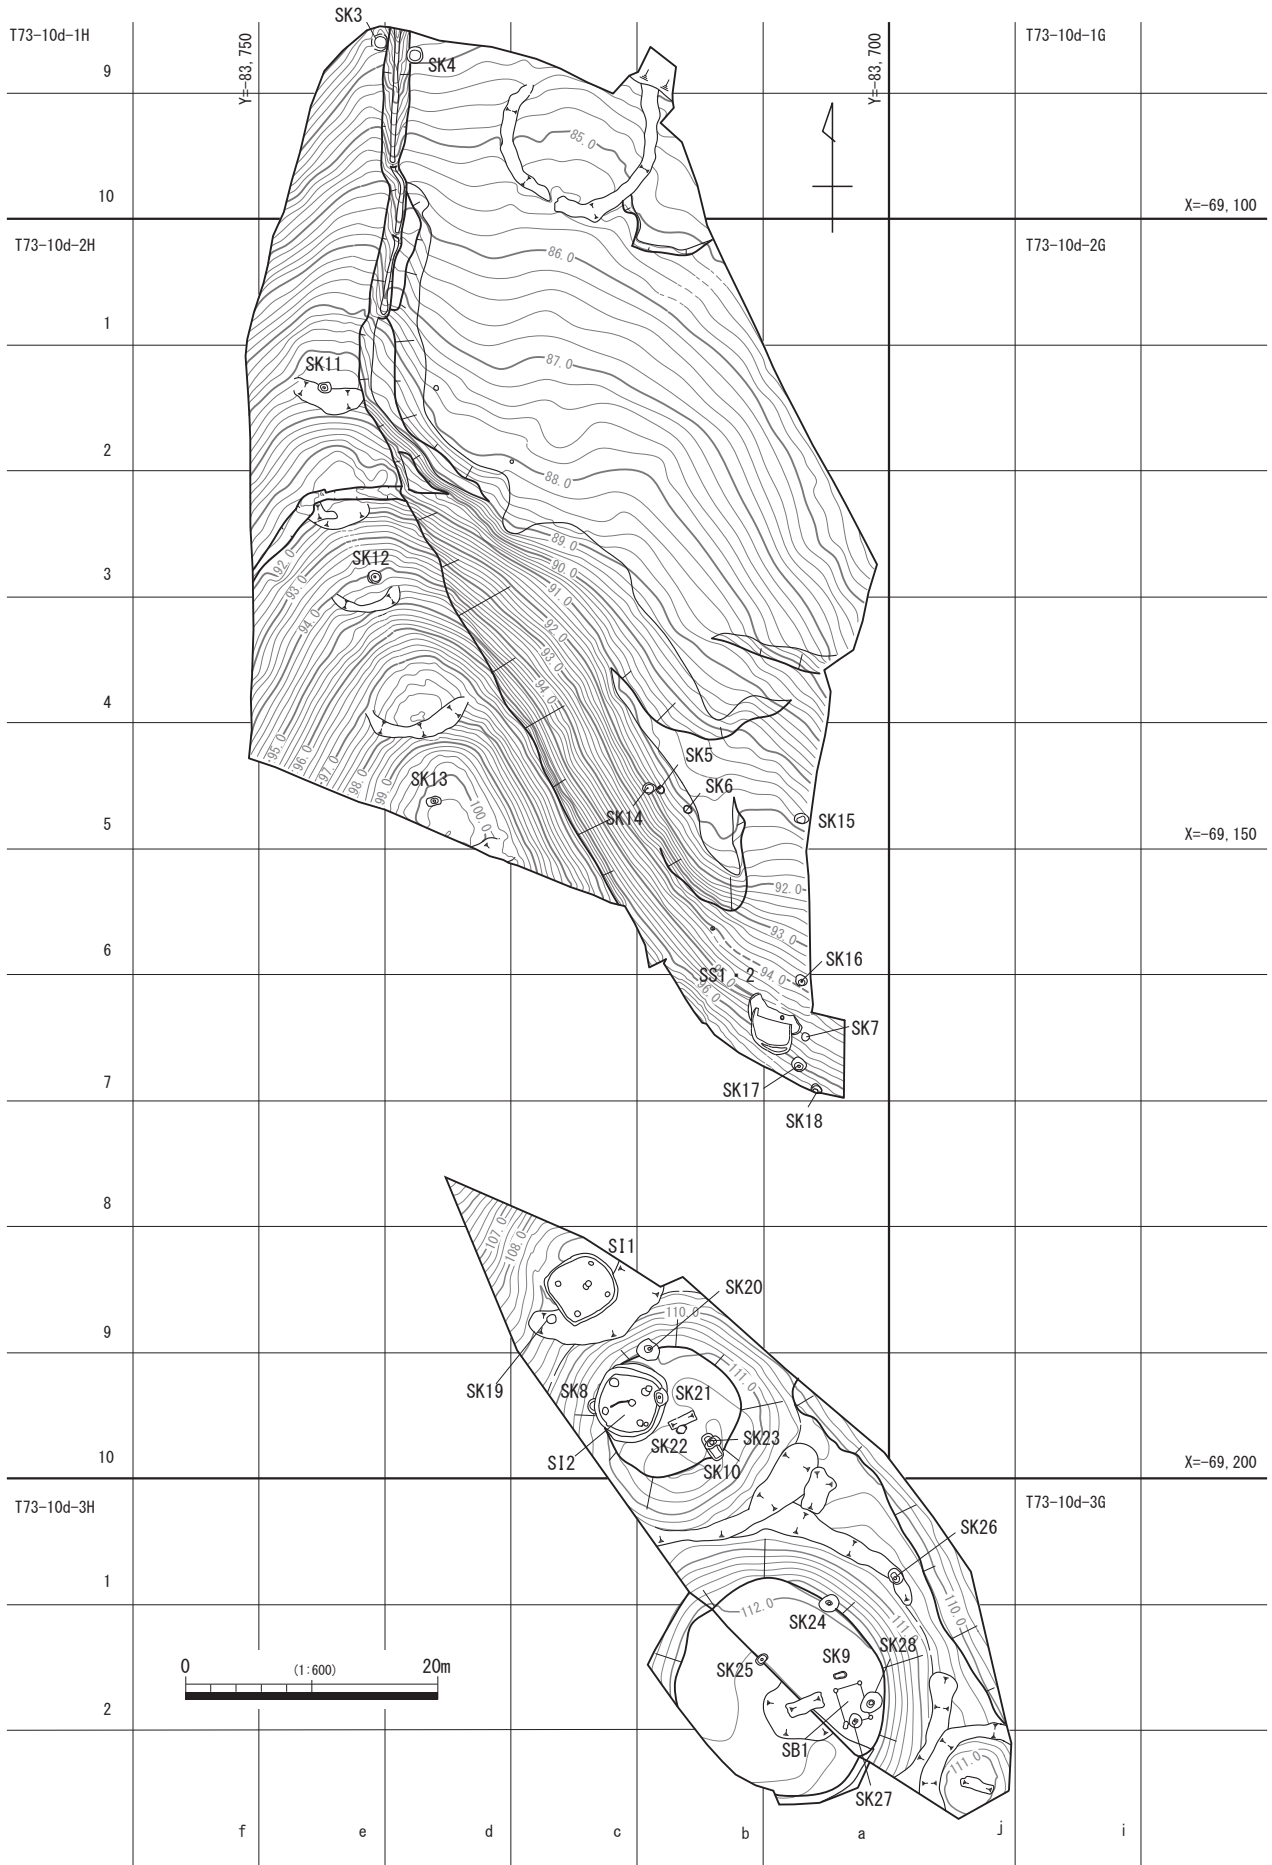 SK3
T73-10d-1H
Y=-83, 750
Y=-83, 700
T73-10d-1G
SK4
9
85. 0
10
X=-69, 100
T73-10d-2H
T73-10d-2G
86. 0
1
87. 0
SK11
2
88. 0
89. 0
92. 0
SK12
90. 0
3
93. 0
91. 0
94. 0
92. 0
93. 0
94. 0
4
95. 0
96. 0
97. 0
98. 0
99. 0
SK13
100. 0
SK5
SK6
SK14
SK15
5
X=-69, 150
92. 0
93. 0
6
SK16
SS1・2
94. 0
96. 0
SK7
7
SK17
SK18
8
107. 0
108. 0
SI1
SK20
110. 0
9
111. 0
SK19
SK8
SK21
SK22
SK23
10
SI2
SK10
X=-69, 200
T73-10d-3H
T73-10d-3G
SK26
1
110. 0
112. 0
SK24
111. 0
SK28
SK25
SK9
0
(1:600)
20m
2
SB1
111. 0
SK27
f
e
d
c
b
a
j
i